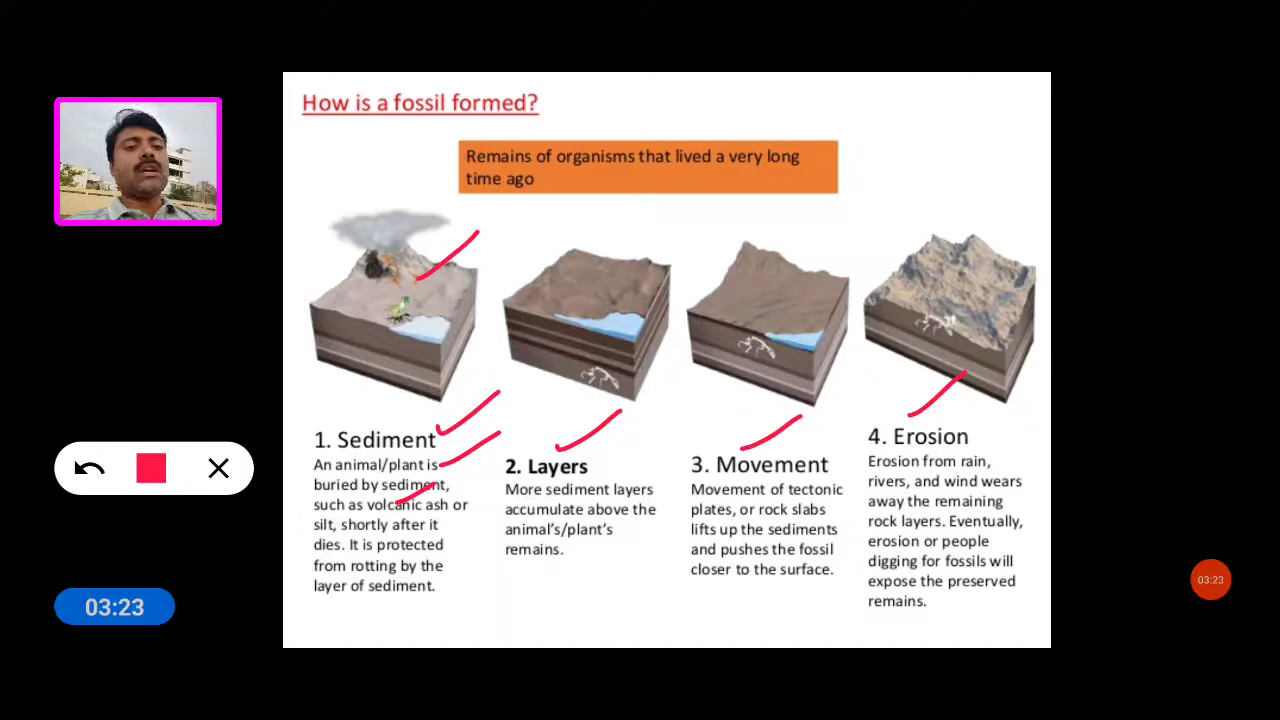 How is a fossil formed?
Remains of organisms that lived a very long
time ago
1. Sediment
An animal/plant is
buried by sediment,
such as volcanic ash or
silt, shortly after it
dies. It is protected
from rotting by the
layer of sediment.
2. Layers
More sediment layers
accumulate above the
animal's/plant's
remains.
3. Movement
Movement of tectonic
plates, or rock slabs
lifts up the sediments
and pushes the fossil
closer to the surface.
4. Erosion
Erosion from rain,
rivers, and wind wears
away the remaining
rock layers. Eventually,
erosion or people
digging for fossils will
expose the preserved
remains.
03:23
03:23